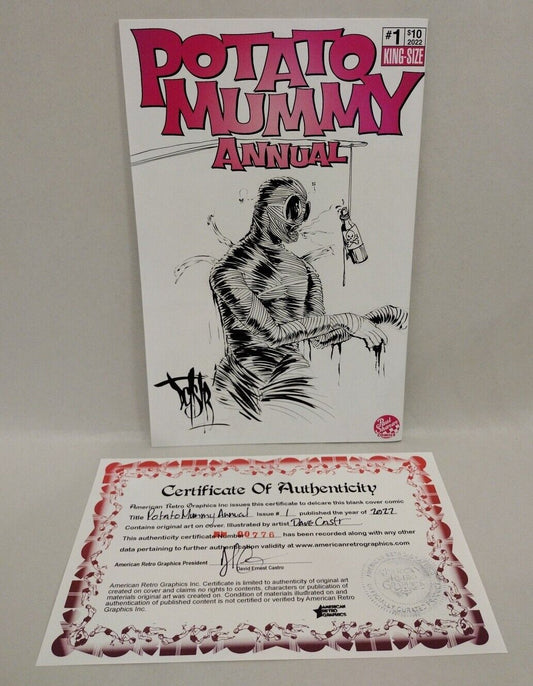 POTATO
MUMMY
ANNUAL
#1
$10
2022
KING-SIZE
Certificate Of Authenticity
American Retro Graphics Inc issues this certificate to delcare this blank cover comic
Title Potato Mummy Annual Issue # 1 published the year of 2022
Contains original art on cover. Illustrated by artist Dave Castr
This authenticity certificate Number 00776 has been recorded along with any other
data pertaining to further authentication validity at www.americanretrographics.com
American Retro Graphics President
David Ernest Castro
American Retro Graphics Inc. Certificate is limited to authenticity of original art
created on cover and claims no rights to contents, characters or publication of
materials original art was created on. Condition of materials illustrated on and
authentication of published content is not certified or verified by American Retro
Graphics Inc.
AMERICAN
RETRO
GRAPHICS